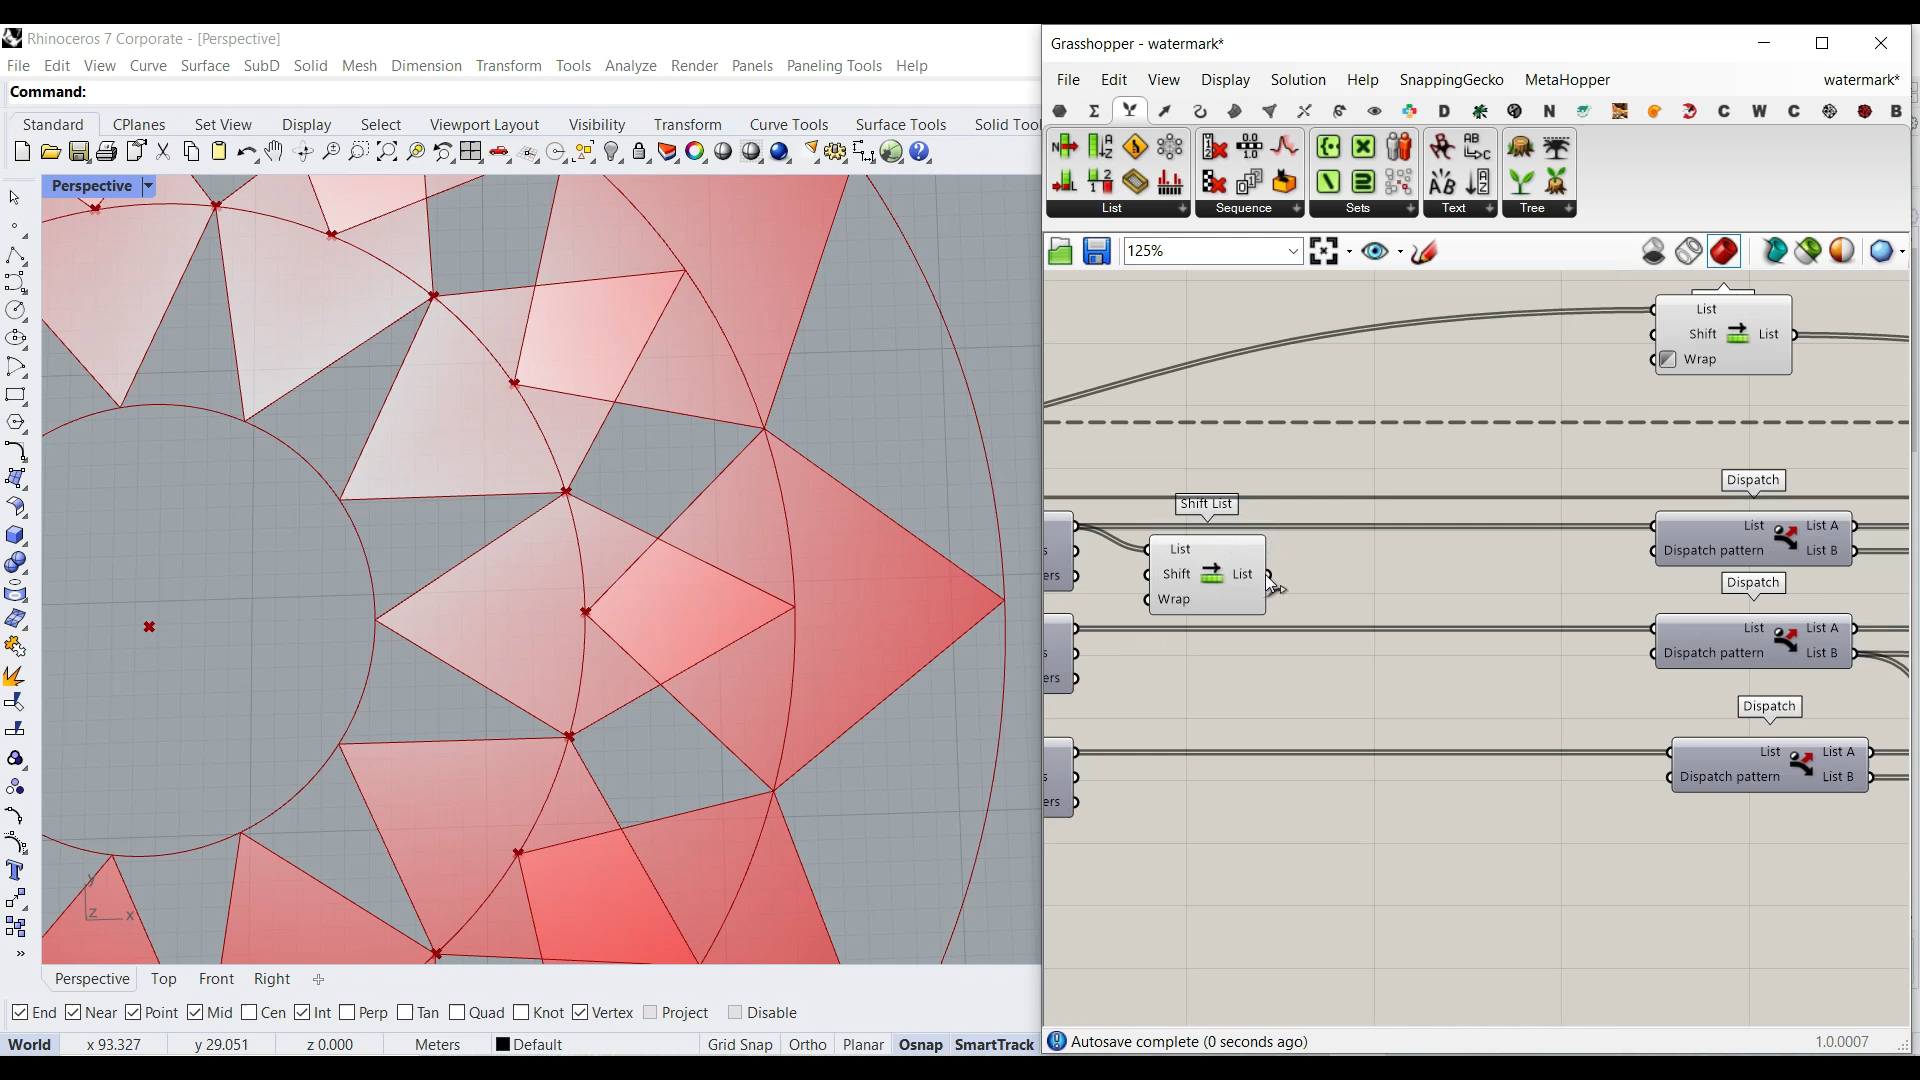 Rhinoceros 7 Corporate - [Perspective]
File Edit View Curve Surface SubD Solid Mesh Dimension Transform Tools Analyze Render Panels Paneling Tools Help
Command:
Standard CPlanes Set View Display Select Viewport Layout Visibility Transform Curve Tools Surface Tools Solid Tool
Perspective
y
z x
Perspective Top Front Right
End Near Point Mid Cen Int Perp Tan Quad Knot Vertex Project Disable
World x 93.327 y 29.051 z 0.000 Meters Default Grid Snap Ortho Planar Osnap SmartTrack
Grasshopper - watermark*
File Edit View Display Solution Help SnappingGecko MetaHopper watermark*
List Sequence Sets Text Tree
125%
List
Shift List
Wrap
Dispatch
Shift List
List List A
Dispatch pattern List B
List
Shift List
Wrap
ers
Dispatch
List List A
Dispatch pattern List B
ers
Dispatch
List List A
Dispatch pattern List B
ers
Autosave complete (0 seconds ago) 1.0.0007